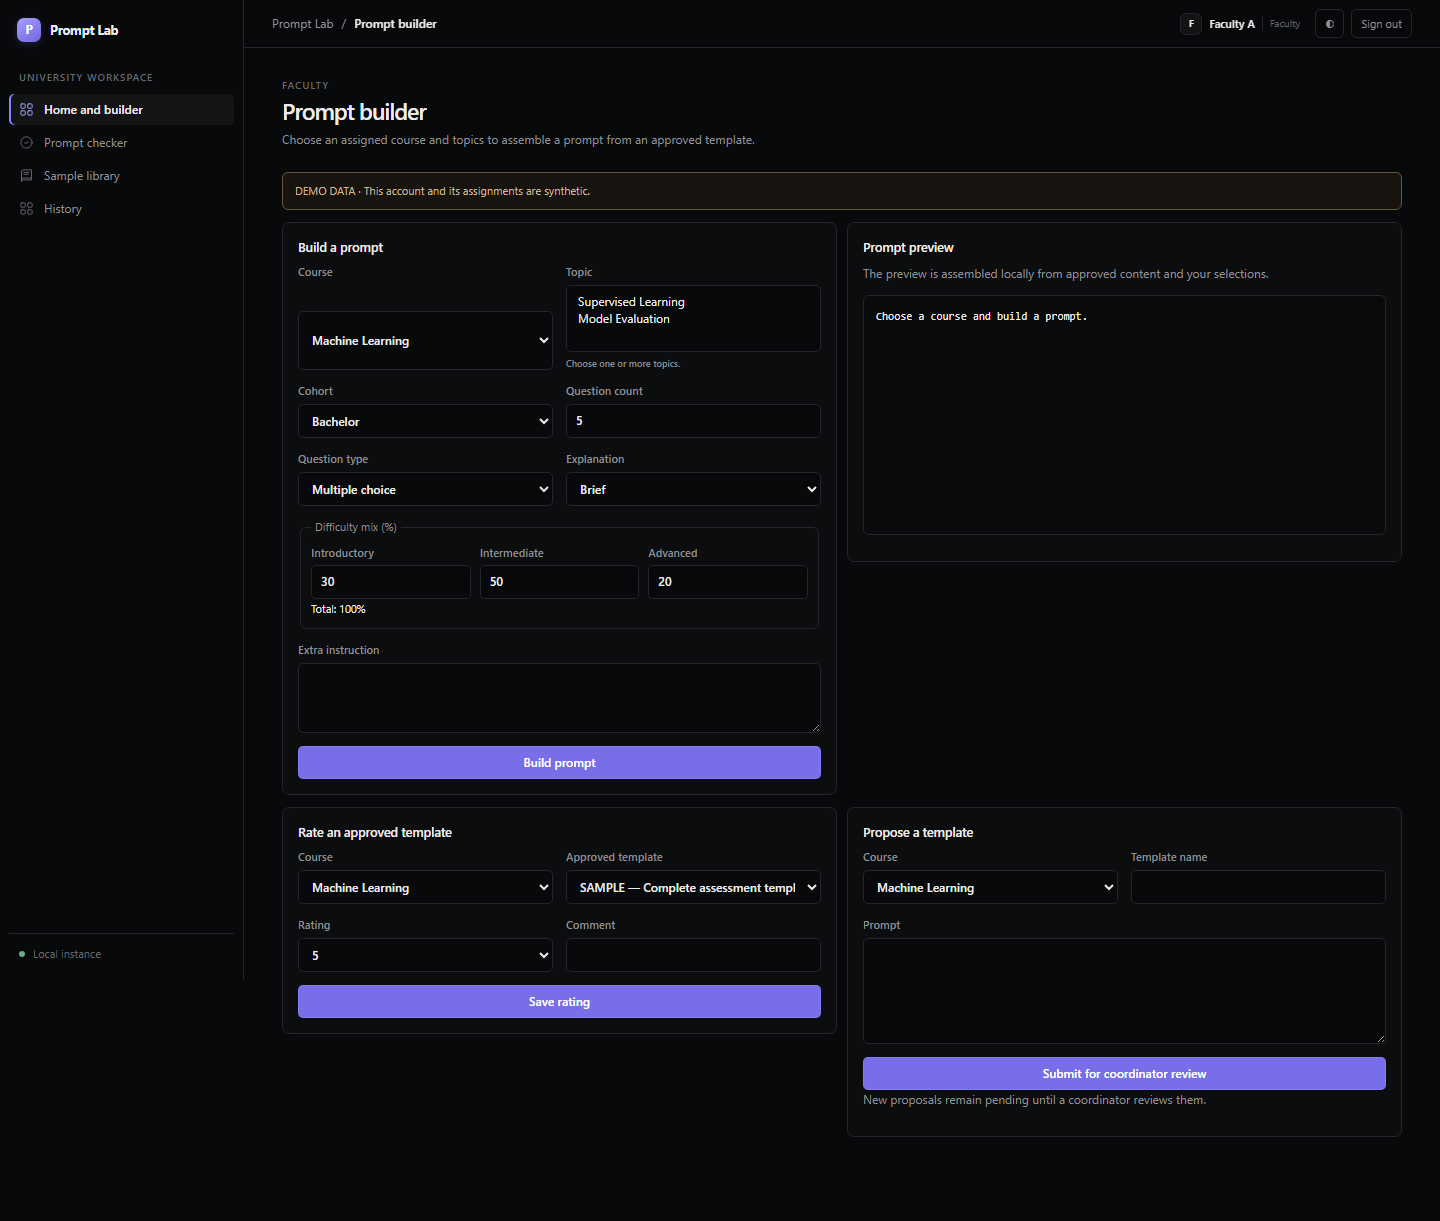 P Prompt Lab
UNIVERSITY WORKSPACE
Home and builder
Prompt checker
Sample library
History
Local instance
Prompt Lab / Prompt builder
F Faculty A Faculty
Sign out
FACULTY
Prompt builder
Choose an assigned course and topics to assemble a prompt from an approved template.
DEMO DATA · This account and its assignments are synthetic.
Build a prompt
Course
Machine Learning
Topic
Supervised Learning
Model Evaluation
Choose one or more topics.
Cohort
Bachelor
Question count
5
Question type
Multiple choice
Explanation
Brief
Difficulty mix (%)
Introductory
30
Intermediate
50
Advanced
20
Total: 100%
Extra instruction
Build prompt
Prompt preview
The preview is assembled locally from approved content and your selections.
Choose a course and build a prompt.
Rate an approved template
Course
Machine Learning
Approved template
SAMPLE — Complete assessment templ
Rating
5
Comment
Save rating
Propose a template
Course
Machine Learning
Template name
Prompt
Submit for coordinator review
New proposals remain pending until a coordinator reviews them.